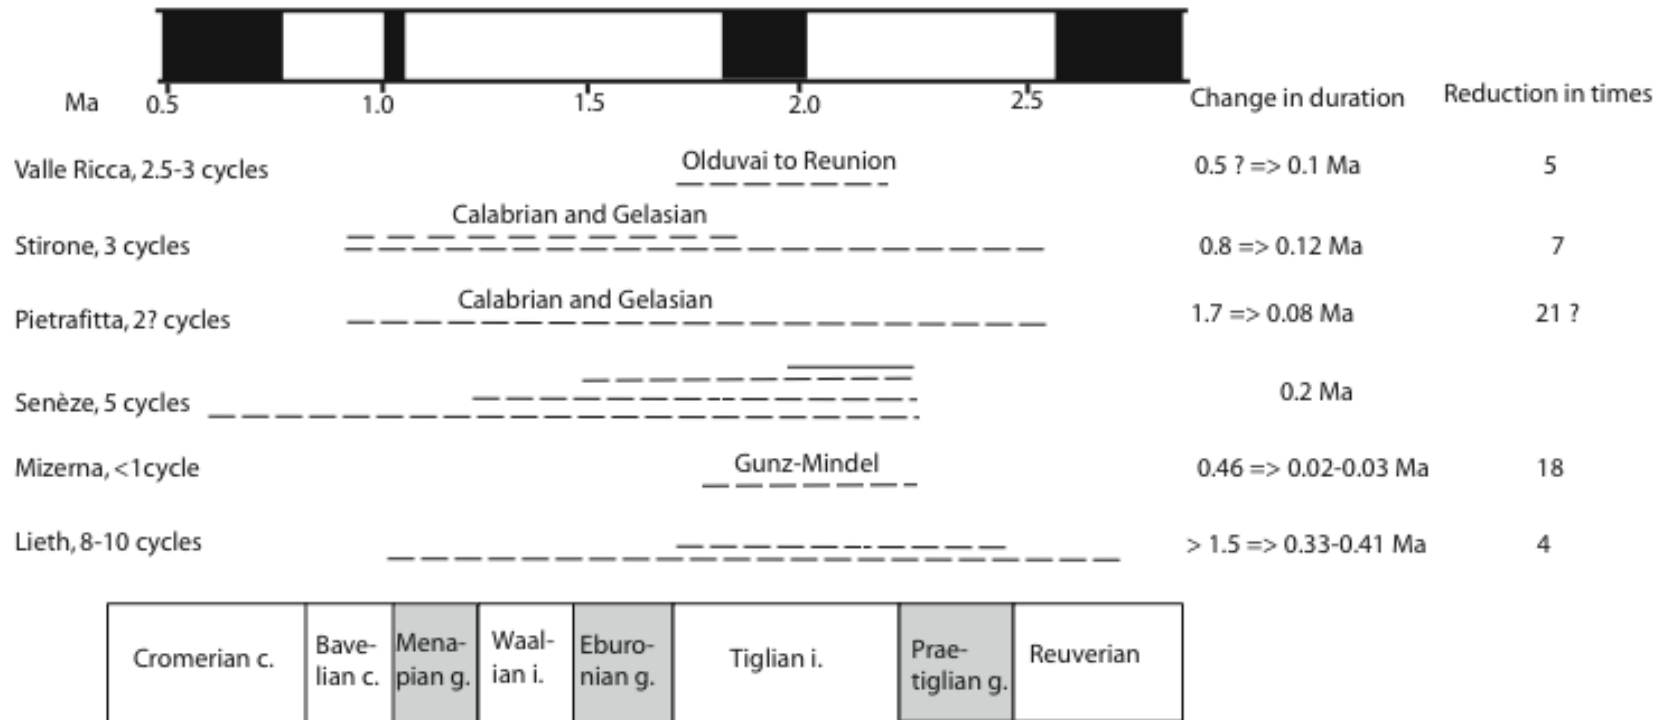 Ma 0.5 1.0 1.5 2.0 2.5 Change in duration Reduction in times
Valle Ricca, 2.5-3 cycles Olduvai to Reunion 0.5 ? => 0.1 Ma 5
Calabrian and Gelasian
Stirone, 3 cycles 0.8 => 0.12 Ma 7
Calabrian and Gelasian
Pietrafitta, 2? cycles 1.7 => 0.08 Ma 21 ?
Senèze, 5 cycles 0.2 Ma
Mizerna, <1cycle Gunz-Mindel 0.46 => 0.02-0.03 Ma 18
Lieth, 8-10 cycles > 1.5 => 0.33-0.41 Ma 4
Cromerian c.
Bave-
lian c.
Mena-
pian g.
Waal-
ian i.
Eburo-
nian g.
Tiglian i.
Prae-
tiglian g.
Reuverian